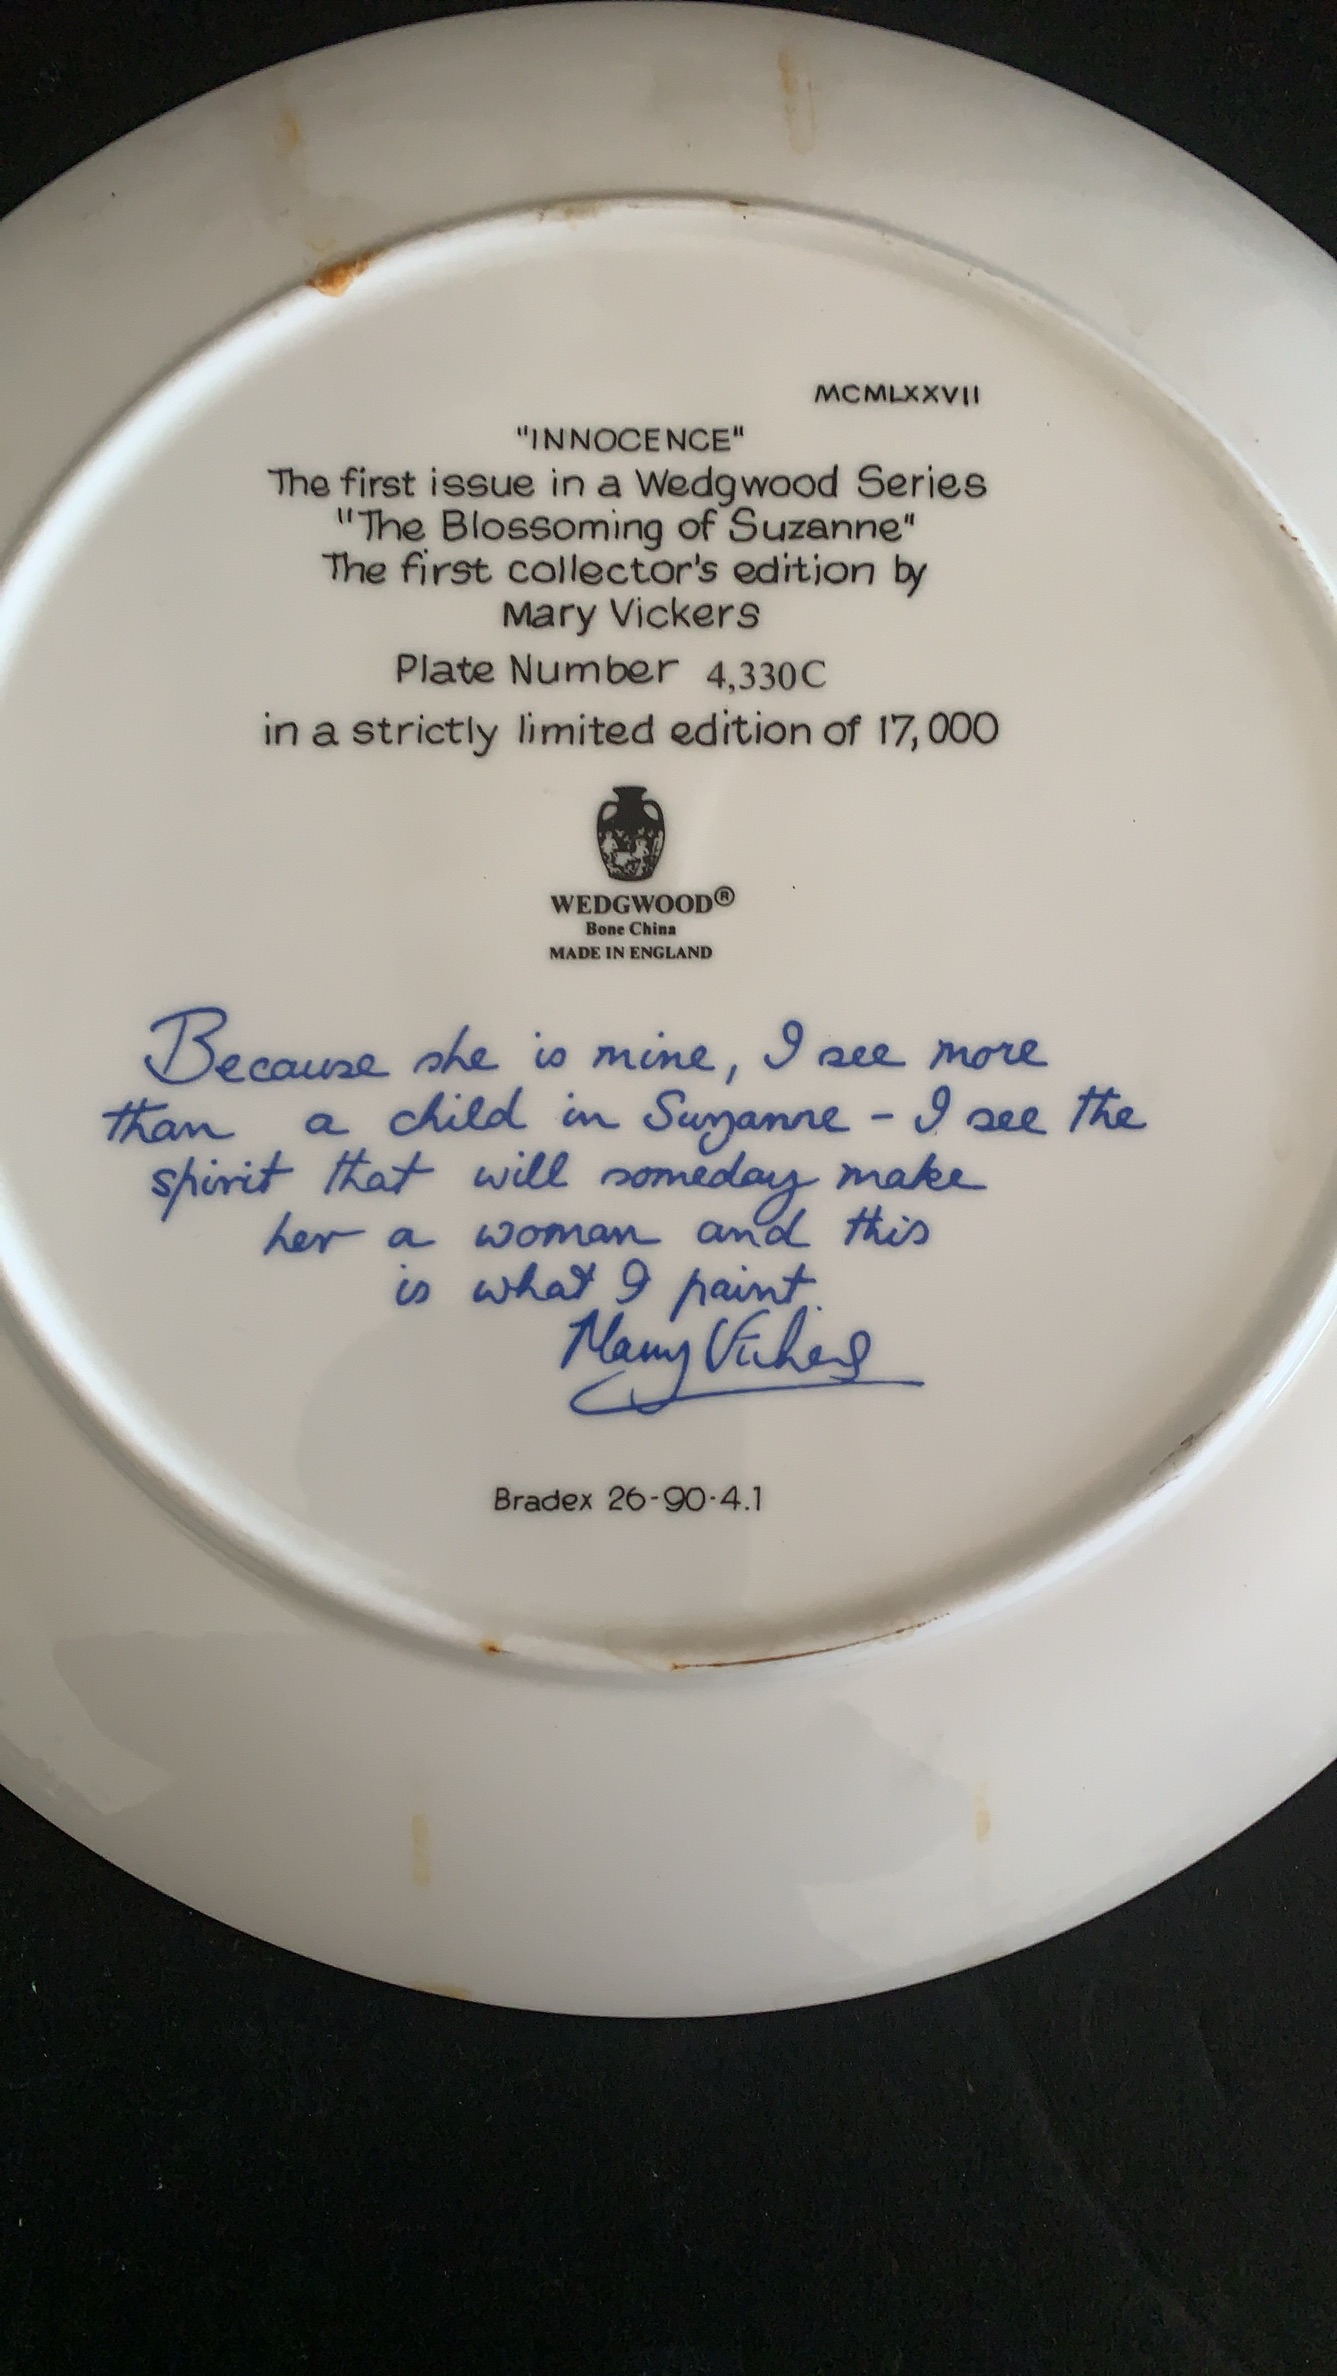 MCMLXXVII
"INNOCENCE"
The first issue in a Wedgwood Series
"The Blossoming of Suzanne"
The first collector's edition by
Mary Vickers
Plate Number 4,330C
in a strictly limited edition of 17,000
WEDGWOOD®
Bone China
MADE IN ENGLAND
Because she is mine, I see more
than a child in Suzanne - I see the
spirit that will someday make
her a woman and this
is what I paint.
Mary Vickers
Bradex 26-90-4.1